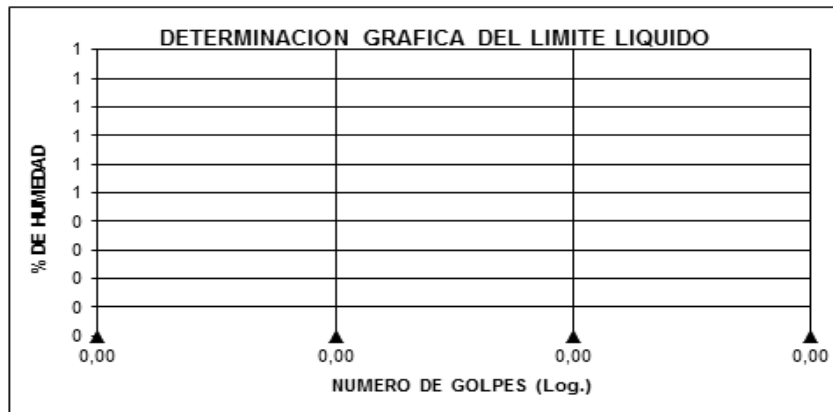 DETERMINACION GRAFICA DEL LIMITE LIQUIDO
% DE HUMEDAD
1
1
1
1
1
1
0
0
0
0
0
0,00 0,00 0,00 0,00
NUMERO DE GOLPES (Log.)